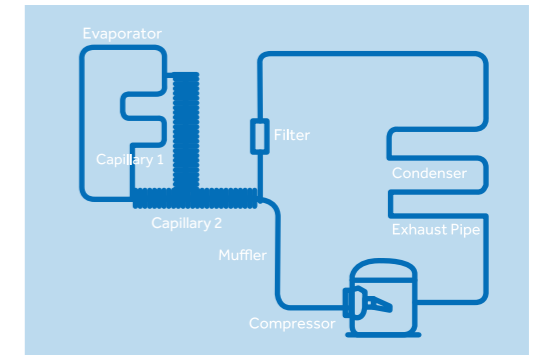 Evaporator
Filter
Capillary 1
Condenser
Capillary 2
Exhaust Pipe
Muffler
Compressor